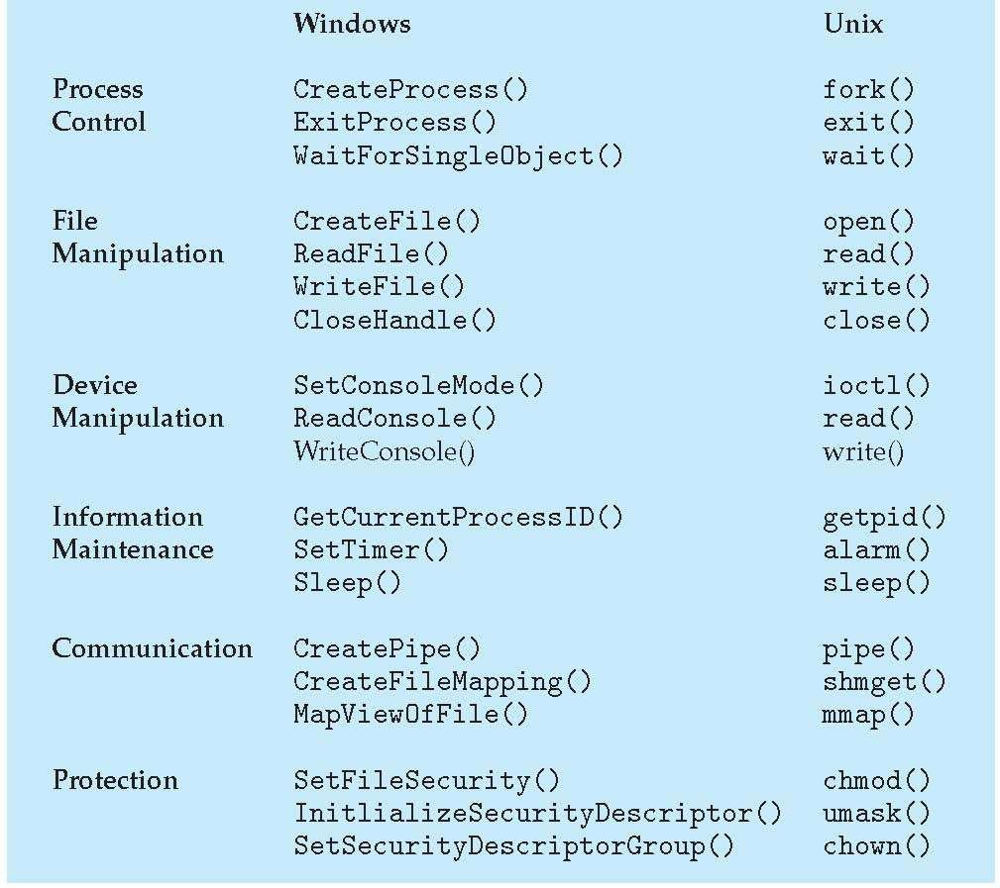 Windows Unix
Process CreateProcess() fork()
Control ExitProcess() exit()
WaitForSingleObject() wait()
File CreateFile() open()
Manipulation ReadFile() read()
WriteFile() write()
CloseHandle() close()
Device SetConsoleMode() ioctl()
Manipulation ReadConsole() read()
WriteConsole() write()
Information GetCurrentProcessID() getpid()
Maintenance SetTimer() alarm()
Sleep() sleep()
Communication CreatePipe() pipe()
CreateFileMapping() shmget()
MapViewOfFile() mmap()
Protection SetFileSecurity() chmod()
InitlializeSecurityDescriptor() umask()
SetSecurityDescriptorGroup() chown()